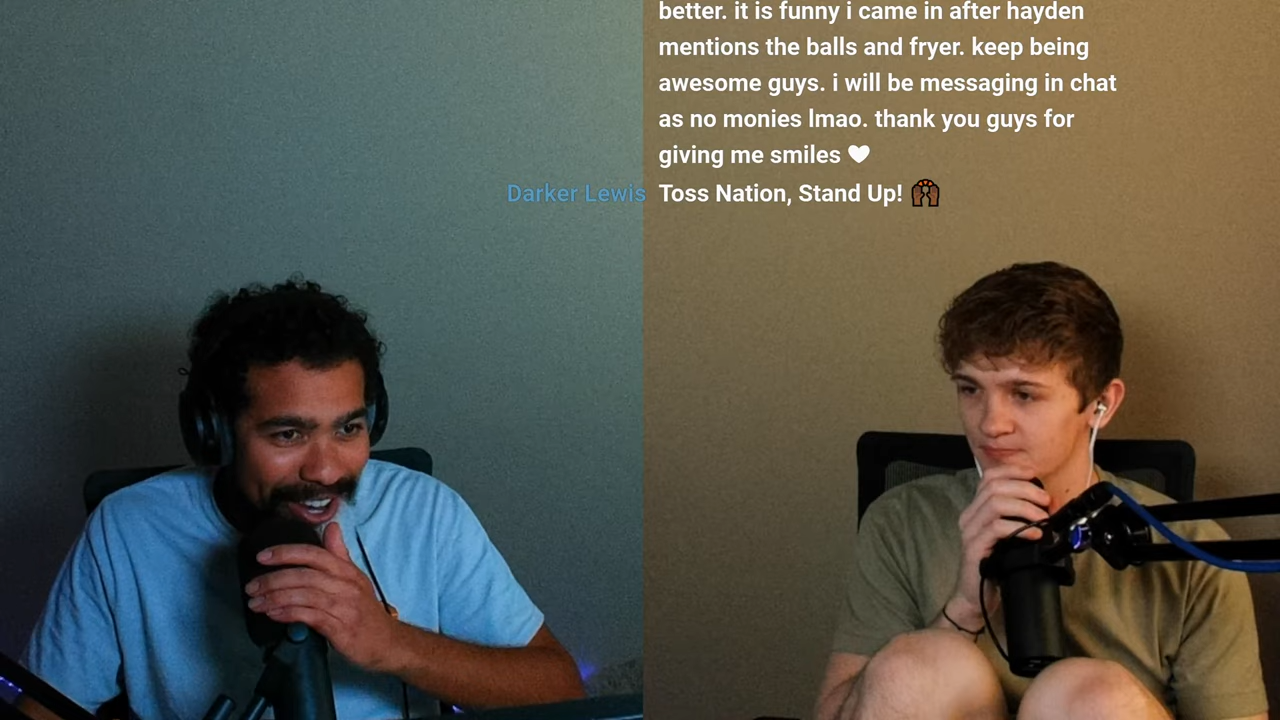 better. it is funny i came in after hayden
mentions the balls and fryer. keep being
awesome guys. i will be messaging in chat
as no monies lmao. thank you guys for
giving me smiles 🤍
Darker Lewis Toss Nation, Stand Up!